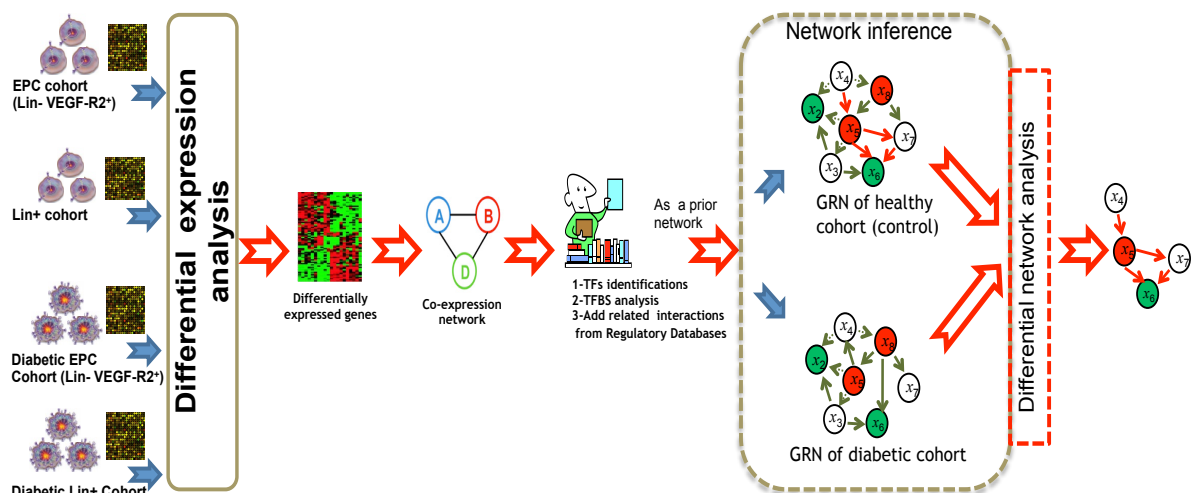 EPC cohort
(Lin- VEGF-R2⁺)
Lin+ cohort
Diabetic EPC
Cohort (Lin- VEGF-R2⁺)
Diabetic Lin+ Cohort
Differential expression
analysis
Differentially
expressed genes
A
B
D
Co-expression
network
1-TFs identifications
2-TFBS analysis
3-Add related interactions
from Regulatory Databases
As a prior
network
Network inference
x₄
x₂
x₈
x₅
x₇
x₃
x₆
GRN of healthy
cohort (control)
x₄
x₂
x₈
x₅
x₇
x₃
x₆
GRN of diabetic cohort
Differential network analysis
x₄
x₅
x₇
x₆